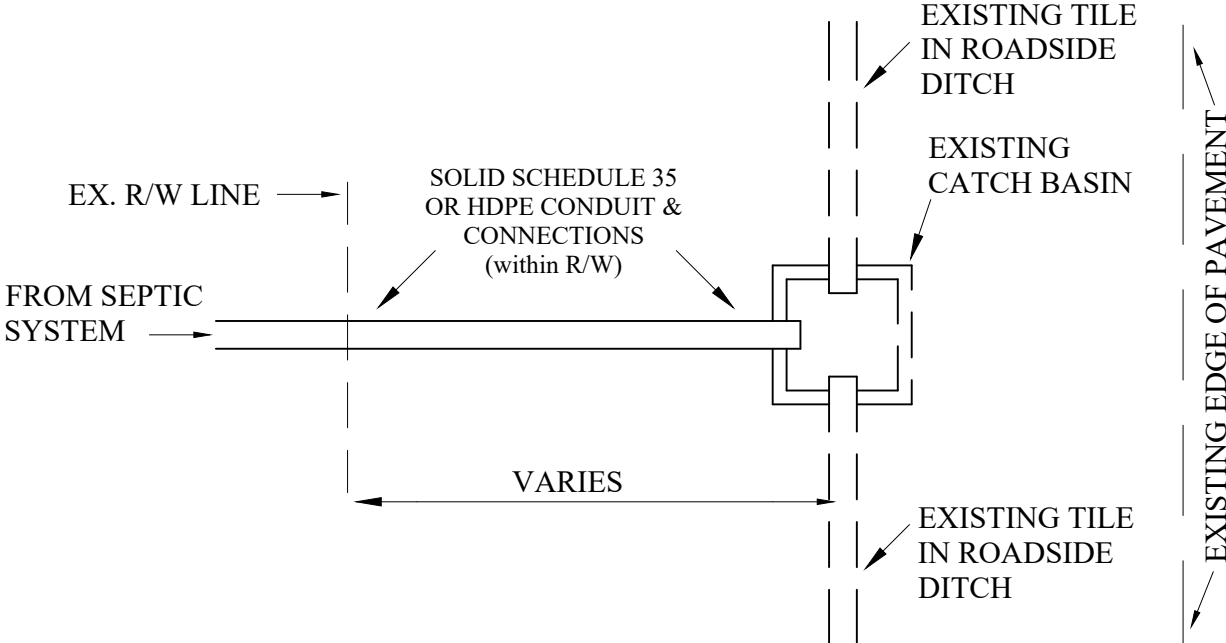 EXISTING TILE
IN ROADSIDE
DITCH
EXISTING
CATCH BASIN
EX. R/W LINE
SOLID SCHEDULE 35
OR HDPE CONDUIT &
CONNECTIONS
(within R/W)
FROM SEPTIC
SYSTEM
VARIES
EXISTING TILE
IN ROADSIDE
DITCH
EXISTING EDGE OF PAVEMENT